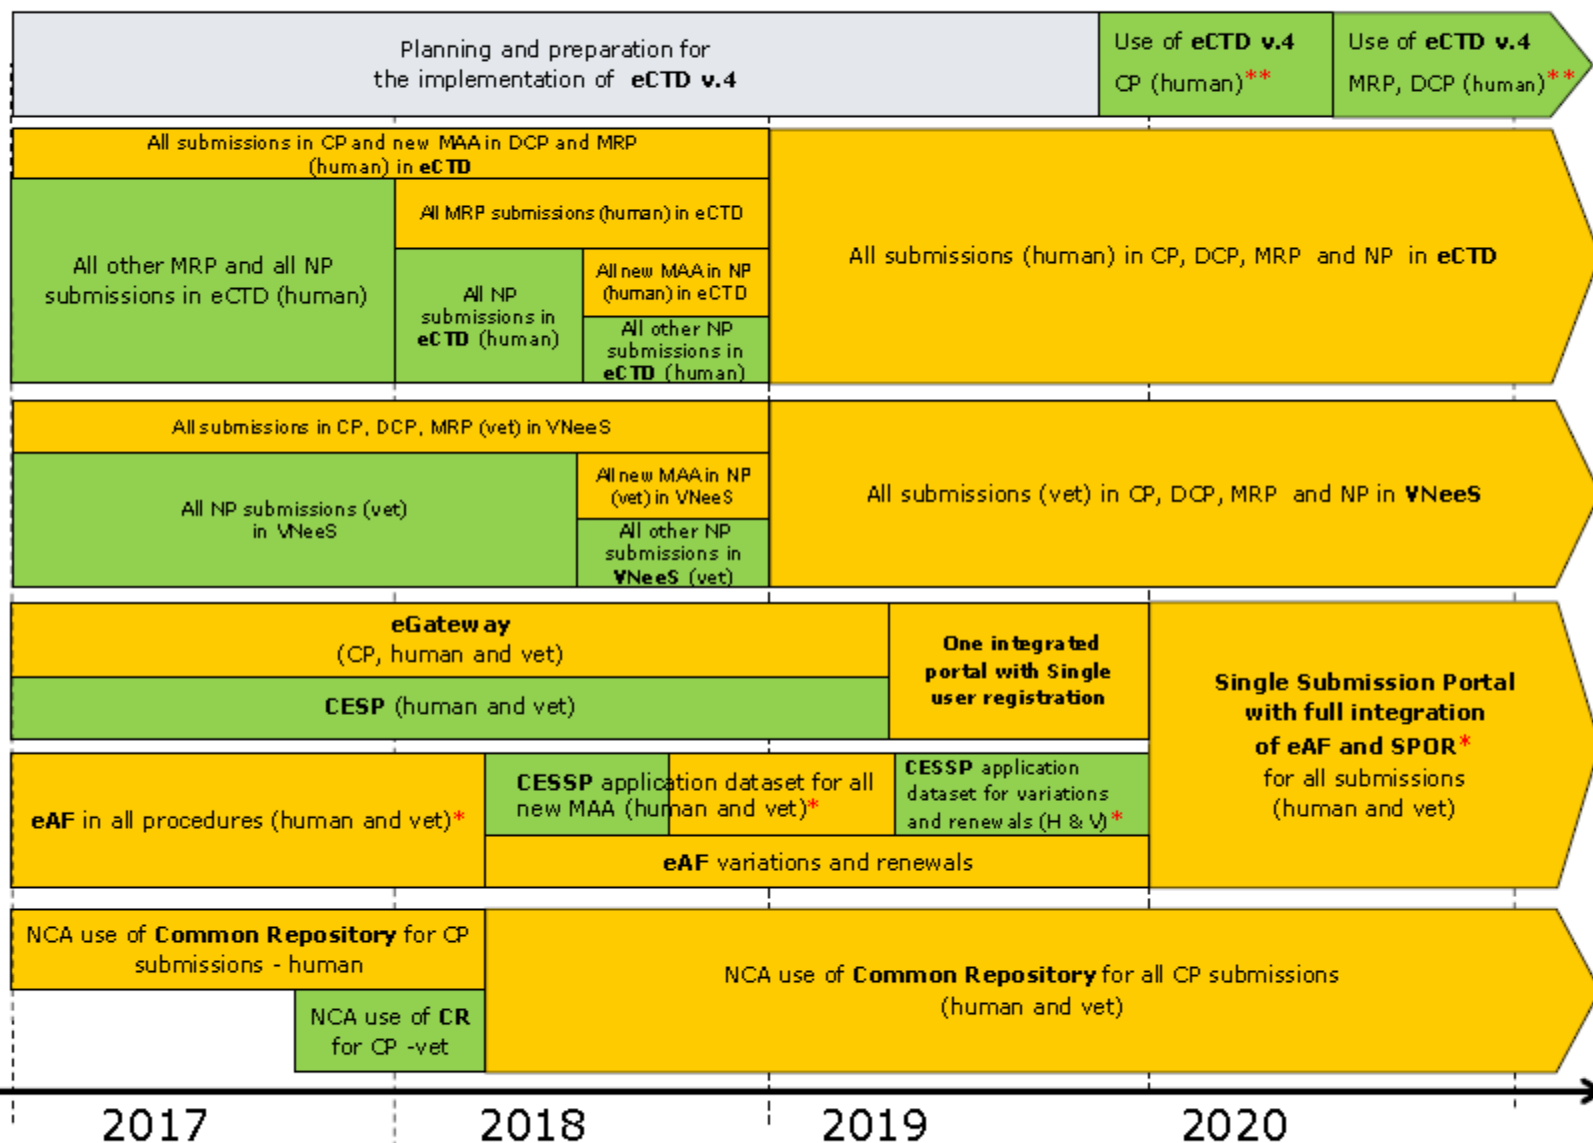 Planning and preparation for
the implementation of eCTD v.4
Use of eCTD v.4
CP (human)**
Use of eCTD v.4
MRP, DCP (human)**
All submissions in CP and new MAA in DCP and MRP
(human) in eCTD
All other MRP and all NP
submissions in eCTD (human)
All MRP submissions (human) in eCTD
All NP
submissions in
eCTD (human)
All new MAA in NP
(human) in eCTD
All other NP
submissions in
eCTD (human)
All submissions (human) in CP, DCP, MRP and NP in eCTD
All submissions in CP, DCP, MRP (vet) in VNeeS
All NP submissions (vet)
in VNeeS
All new MAA in NP
(vet) in VNeeS
All other NP
submissions in
VNeeS (vet)
All submissions (vet) in CP, DCP, MRP and NP in VNeeS
eGateway
(CP, human and vet)
CESP (human and vet)
One integrated
portal with Single
user registration
Single Submission Portal
with full integration
of eAF and SPOR*
for all submissions
(human and vet)
eAF in all procedures (human and vet)*
CESSP application dataset for all
new MAA (human and vet)*
CESSP application
dataset for variations
and renewals (H & V)*
eAF variations and renewals
NCA use of Common Repository for CP
submissions - human
NCA use of CR
for CP -vet
NCA use of Common Repository for all CP submissions
(human and vet)
2017
2018
2019
2020